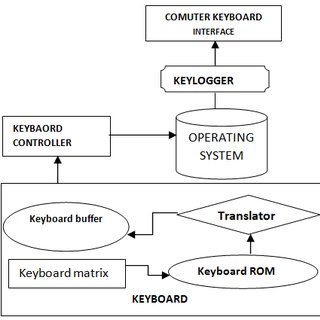 COMUTER KEYBOARD
INTERFACE
KEYLOGGER
KEYBAORD
CONTROLLER
OPERATING
SYSTEM
Keyboard buffer
Translator
Keyboard matrix
Keyboard ROM
KEYBOARD